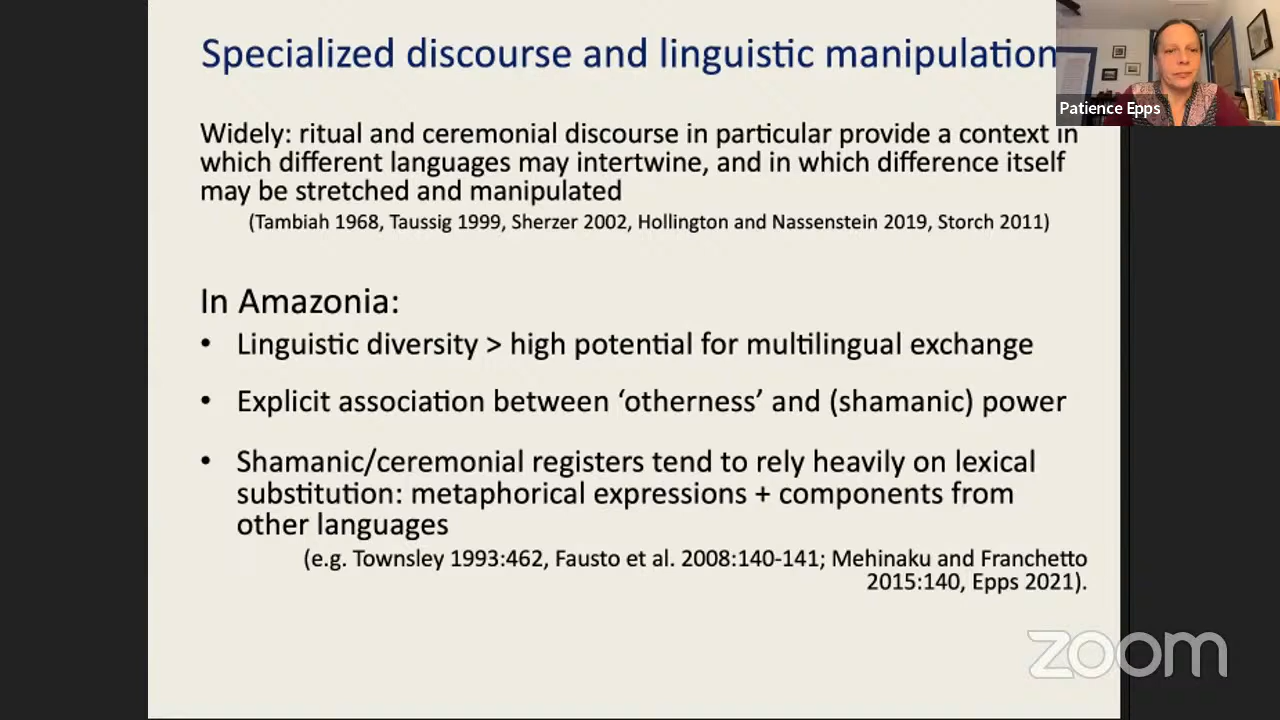 Specialized discourse and linguistic manipulation
Patience Epps
Widely: ritual and ceremonial discourse in particular provide a context in
which different languages may intertwine, and in which difference itself
may be stretched and manipulated
(Tambiah 1968, Taussig 1999, Sherzer 2002, Hollington and Nassenstein 2019, Storch 2011)
In Amazonia:
• Linguistic diversity > high potential for multilingual exchange
• Explicit association between ‘otherness’ and (shamanic) power
• Shamanic/ceremonial registers tend to rely heavily on lexical
substitution: metaphorical expressions + components from
other languages
(e.g. Townsley 1993:462, Fausto et al. 2008:140-141; Mehinaku and Franchetto
2015:140, Epps 2021).
zoom